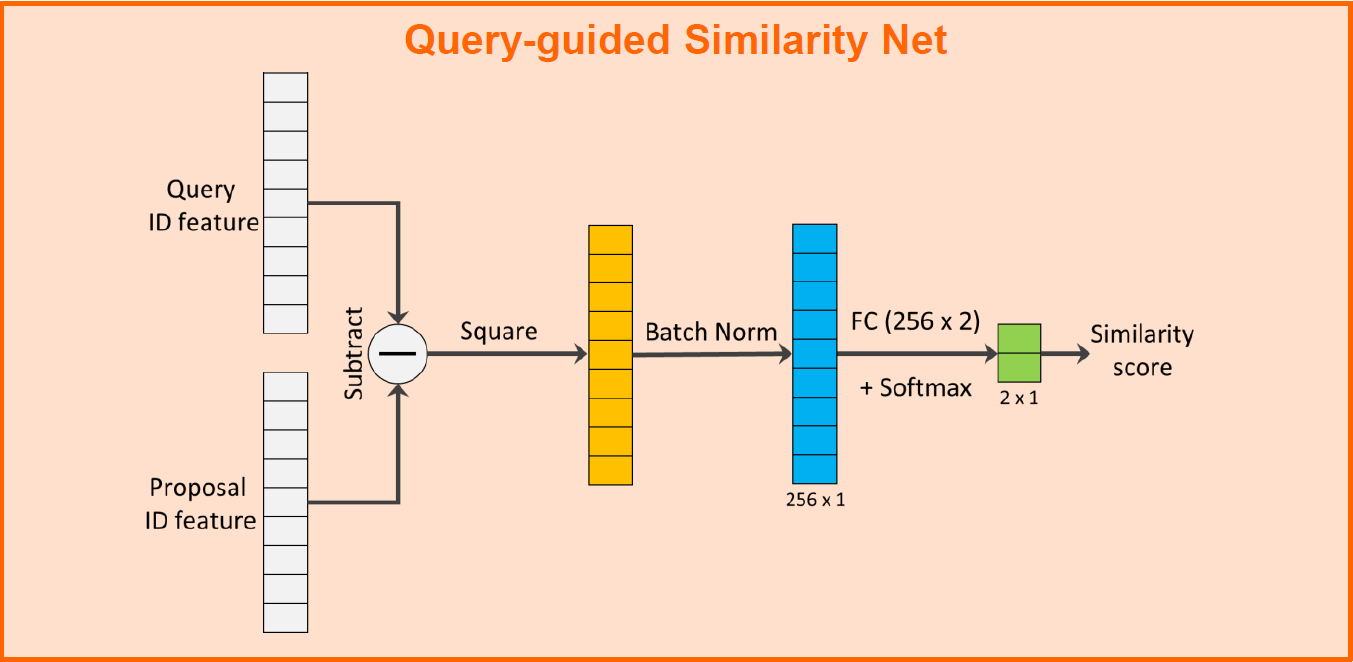 Query-guided Similarity Net
Query
ID feature
Proposal
ID feature
Subtract
Square
Batch Norm
256 x 1
FC (256 x 2)
+ Softmax
2 x 1
Similarity
score